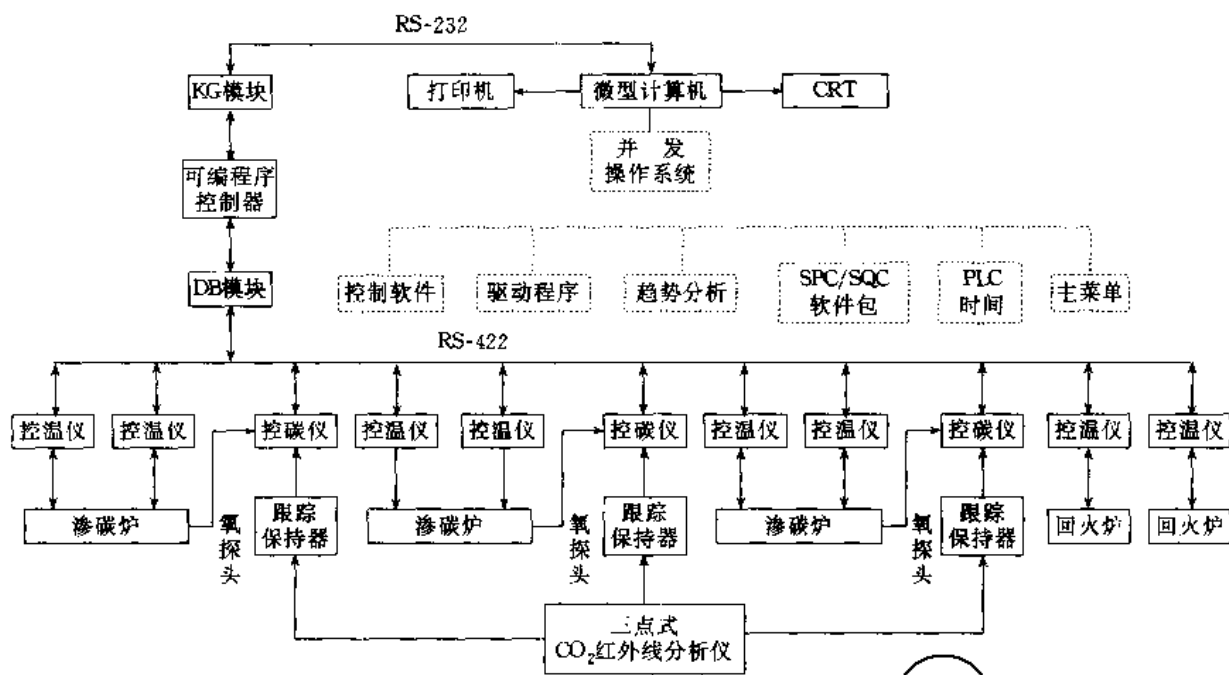 RS-232
KG模块
打印机
微型计算机
CRT
并 发
操作系统
可编程序
控制器
DB模块
控制软件
驱动程序
趋势分析
SPC/SQC
软件包
PLC
时间
主菜单
RS-422
控温仪
控温仪
控碳仪
控温仪
控温仪
控碳仪
控温仪
控温仪
控碳仪
控温仪
控温仪
渗碳炉
氧探头
跟踪
保持器
渗碳炉
氧探头
跟踪
保持器
渗碳炉
氧探头
跟踪
保持器
回火炉
回火炉
三点式
CO₂红外线分析仪